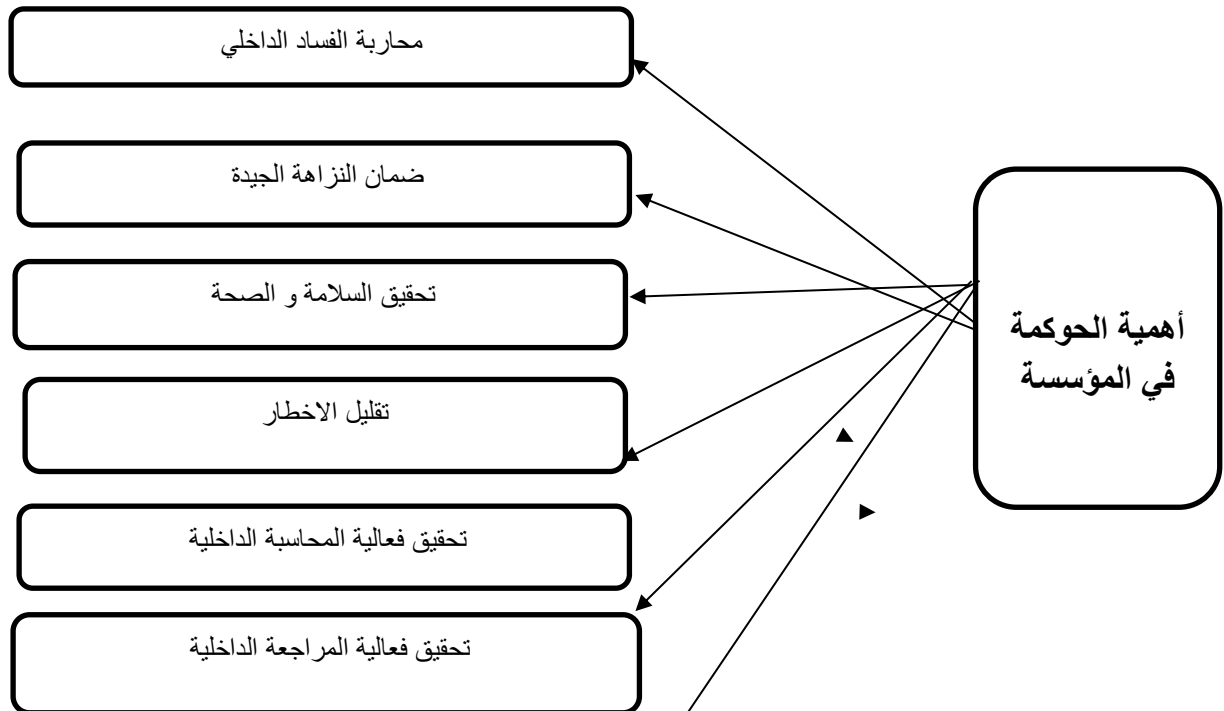 محاربة الفساد الداخلي
ضمان النزاهة الجيدة
تحقيق السلامة و الصحة
أهمية الحوكمة
في المؤسسة
تقليل الاخطار
تحقيق فعالية المحاسبة الداخلية
تحقيق فعالية المراجعة الداخلية